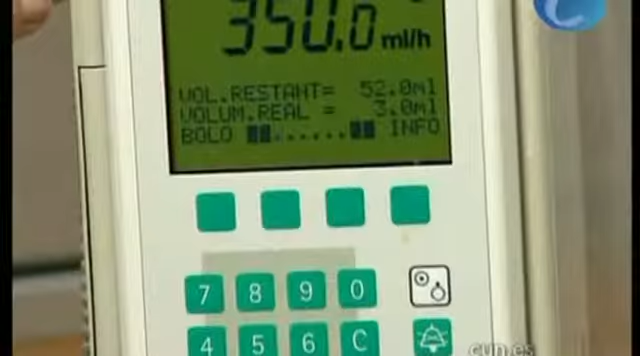 350.0 ml/h
VOL.RESTANT= 52.0ml
VOLUM.REAL = 3.0ml
BOLO ...... INFO
7 8 9 0
4 5 6 C
cun.es